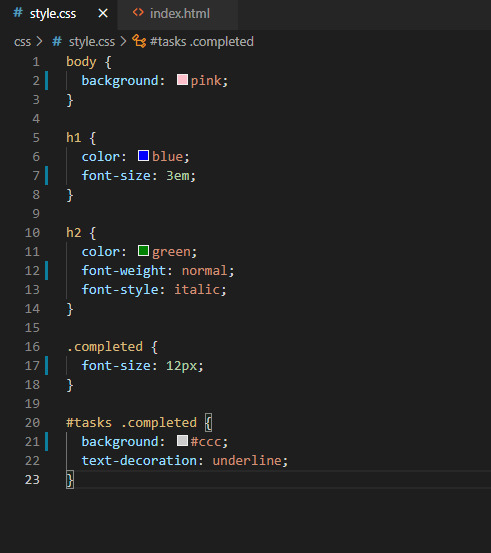 # style.css × <> index.html
css > # style.css > #tasks .completed
1 body {
2 background: pink;
3 }
4
5 h1 {
6 color: blue;
7 font-size: 3em;
8 }
9
10 h2 {
11 color: green;
12 font-weight: normal;
13 font-style: italic;
14 }
15
16 .completed {
17 font-size: 12px;
18 }
19
20 #tasks .completed {
21 background: #ccc;
22 text-decoration: underline;
23 }